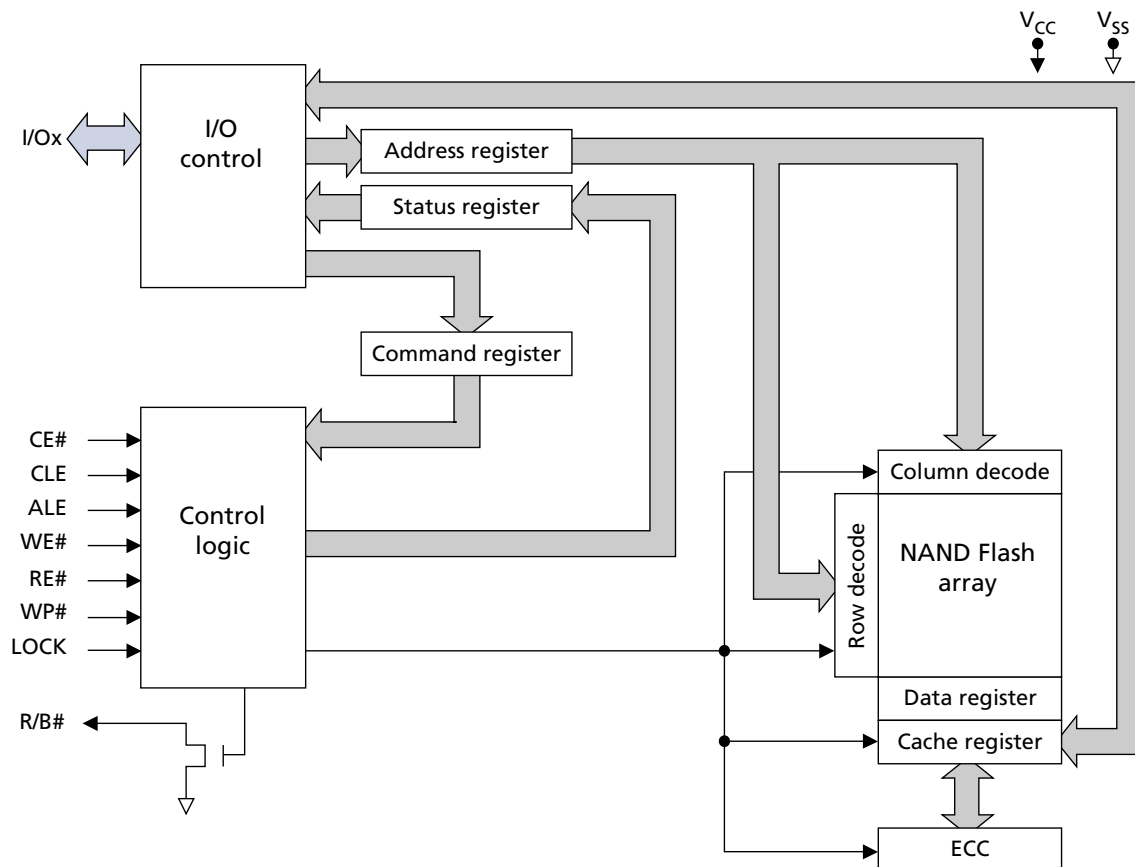 VCC
VSS
I/Ox
I/O
control
Address register
Status register
Command register
CE#
CLE
ALE
WE#
RE#
WP#
LOCK
R/B#
Control
logic
Column decode
Row decode
NAND Flash
array
Data register
Cache register
ECC